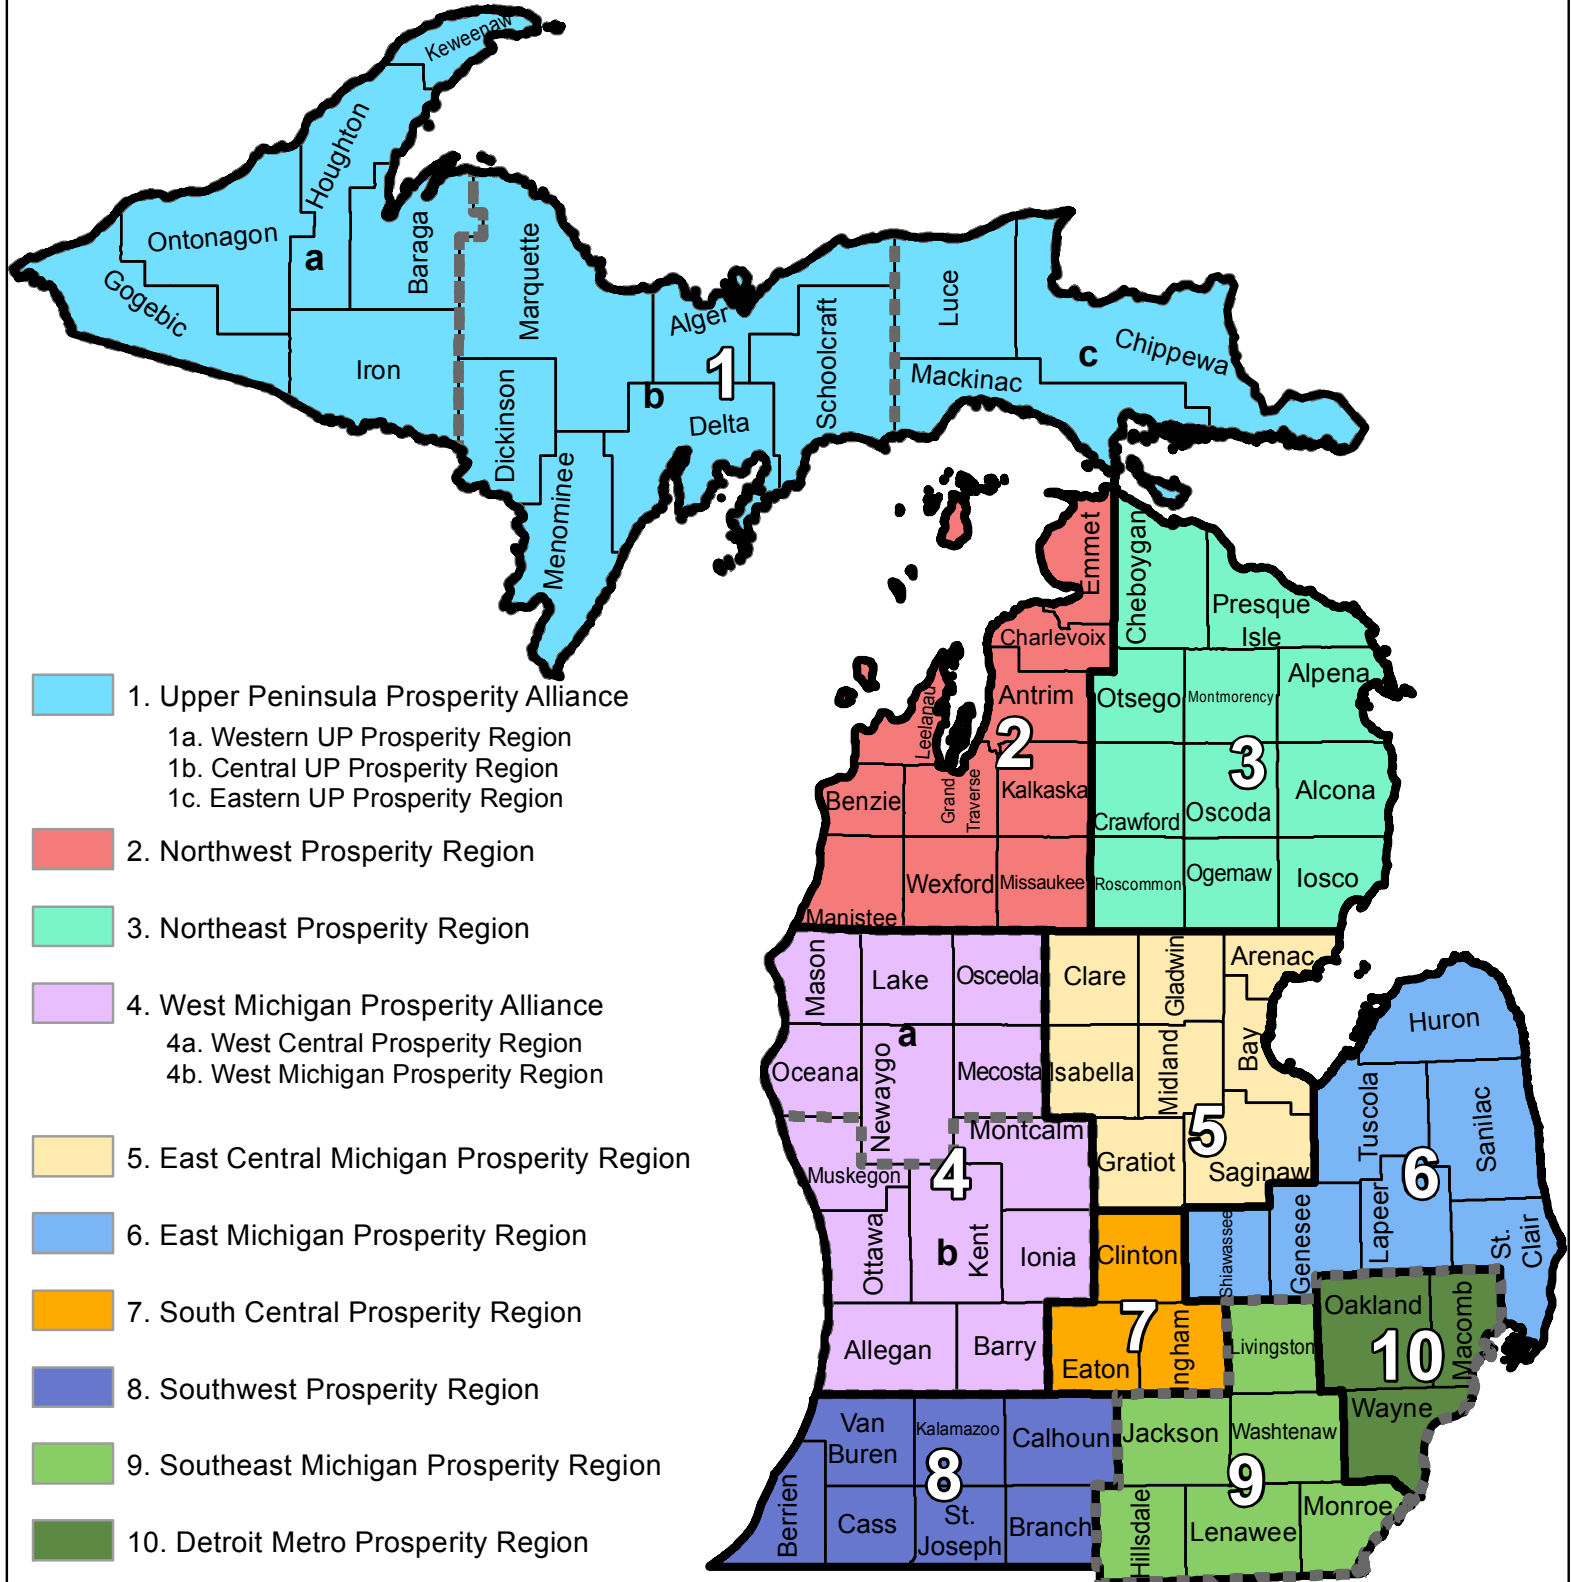 Keweenaw
Houghton
Ontonagon
a
Baraga
Gogebic
Iron
Marquette
Alger
1
b
Dickinson
Menominee
Delta
Schoolcraft
Luce
c
Chippewa
Mackinac
Emmet
Cheboygan
Presque
Isle
Charlevoix
Alpena
Antrim
Otsego
Montmorency
Leelanau
2
3
Benzie
Grand
Traverse
Kalkaska
Crawford
Oscoda
Alcona
Manistee
Wexford
Missaukee
Roscommon
Ogemaw
Iosco
Mason
Lake
Osceola
Clare
Gladwin
Arenac
a
Oceana
Newaygo
Mecosta
Isabella
Midland
Bay
Huron
Tuscola
Sanilac
Montcalm
Muskegon
4
Gratiot
5
Saginaw
6
Lapeer
Genesee
Shiawassee
St.
Clair
Ottawa
b
Kent
Ionia
Clinton
7
Eaton
Ingham
Livingston
Oakland
Macomb
10
Wayne
Allegan
Barry
Van
Buren
Kalamazoo
Calhoun
8
Berrien
Cass
St.
Joseph
Branch
Jackson
Washtenaw
9
Hillsdale
Lenawee
Monroe
1. Upper Peninsula Prosperity Alliance
1a. Western UP Prosperity Region
1b. Central UP Prosperity Region
1c. Eastern UP Prosperity Region
2. Northwest Prosperity Region
3. Northeast Prosperity Region
4. West Michigan Prosperity Alliance
4a. West Central Prosperity Region
4b. West Michigan Prosperity Region
5. East Central Michigan Prosperity Region
6. East Michigan Prosperity Region
7. South Central Prosperity Region
8. Southwest Prosperity Region
9. Southeast Michigan Prosperity Region
10. Detroit Metro Prosperity Region